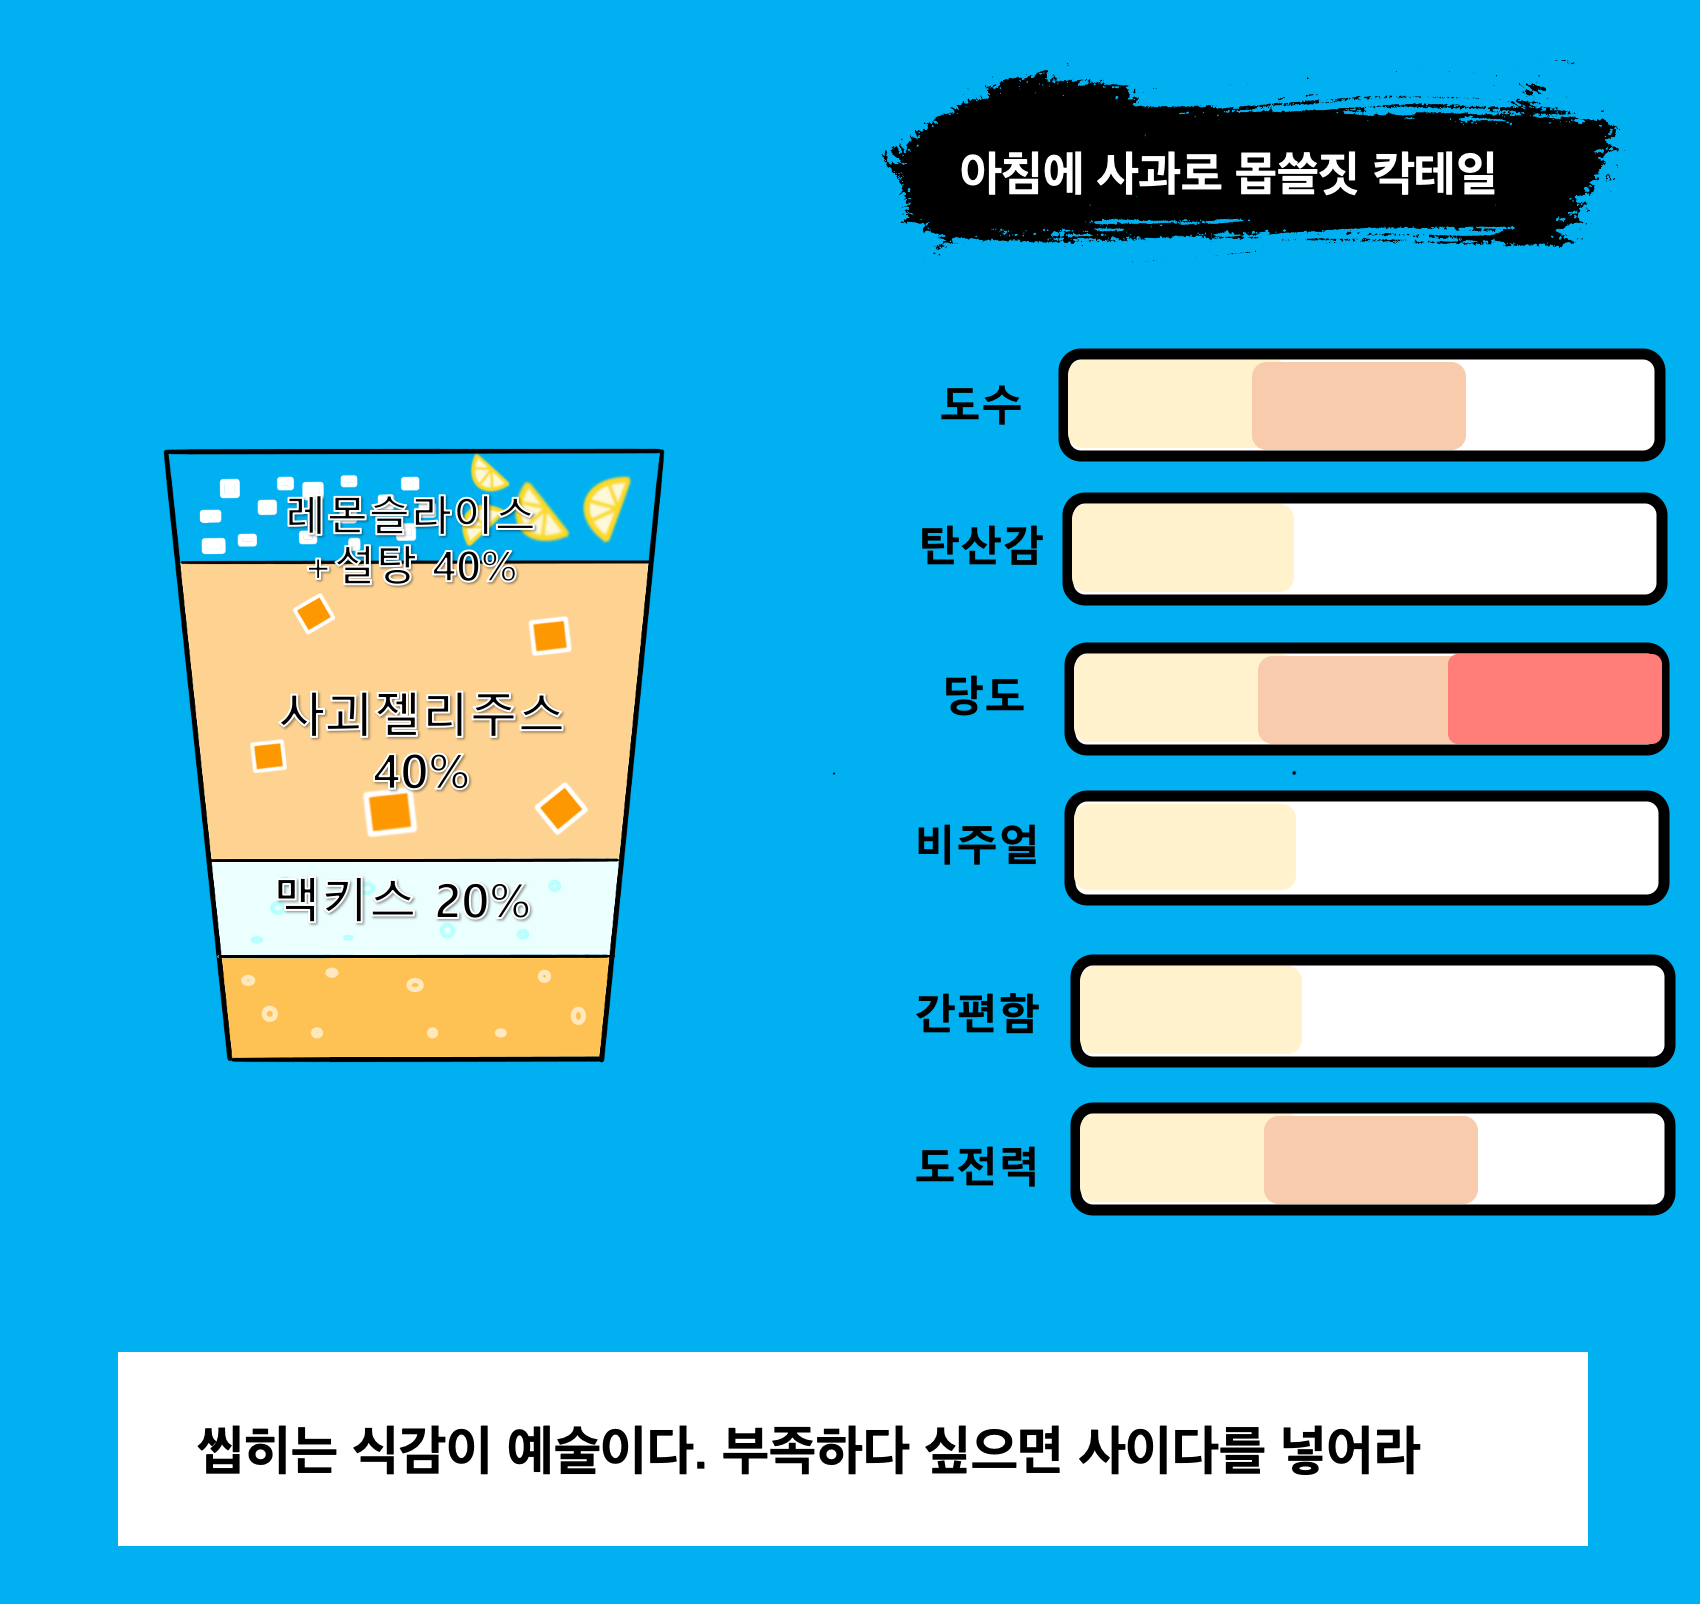 아침에 사과로 몹쓸짓 칵테일
도수
탄산감
당도
비주얼
간편함
도전력
레몬슬라이스
+설탕 40%
사괴젤리주스
40%
맥키스 20%
씹히는 식감이 예술이다. 부족하다 싶으면 사이다를 넣어라